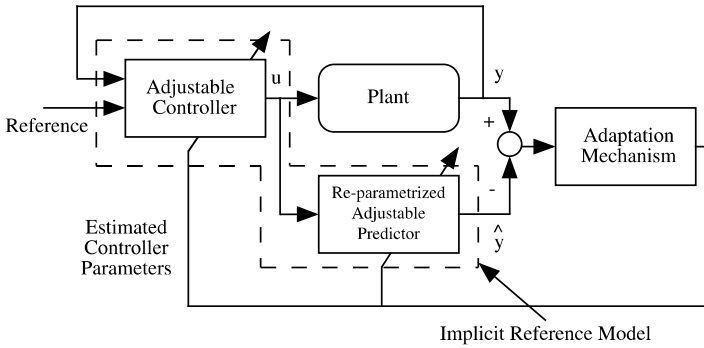 Adjustable
Controller
u
Plant
y
+
Reference
Adaptation
Mechanism
Re-parametrized
Adjustable
Predictor
-
ŷ
Estimated
Controller
Parameters
Implicit Reference Model